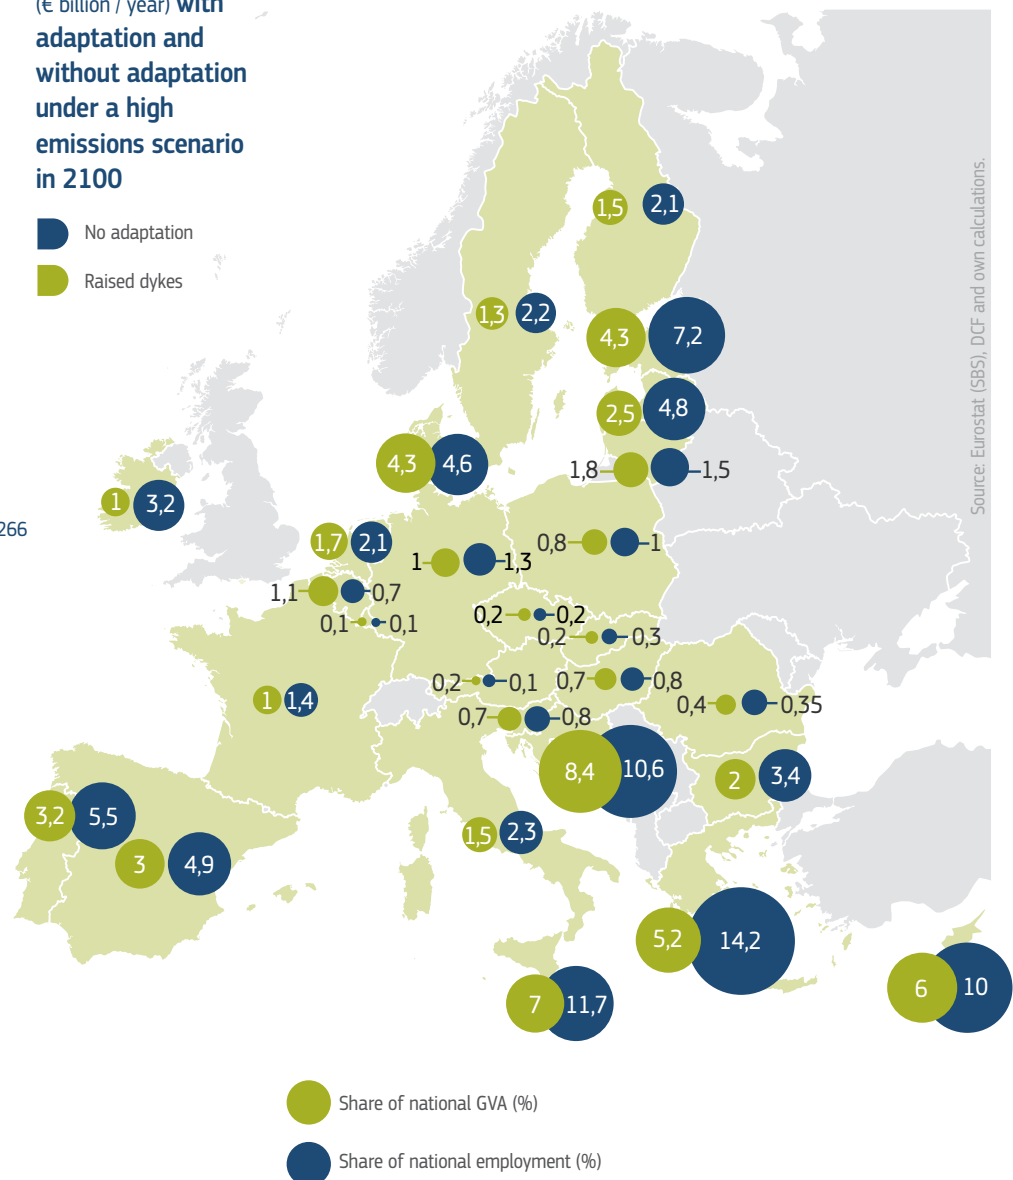 (€ billion / year) with
adaptation and
without adaptation
under a high
emissions scenario
in 2100
No adaptation
Raised dykes
266
Source: Eurostat (SBS), DCF and own calculations.
1,5 2,1
1,3 2,2
4,3 7,2
2,5 4,8
4,3 4,6
1,8 1,5
1 3,2
1,7 2,1
0,8 1
1 1,3
1,1 0,7
0,2 0,2
0,1 0,1
0,2 0,3
0,2 0,1
0,7 0,8
1 1,4
0,4 0,35
0,7 0,8
8,4 10,6
2 3,4
3,2 5,5
1,5 2,3
3 4,9
5,2 14,2
6 10
7 11,7
Share of national GVA (%)
Share of national employment (%)